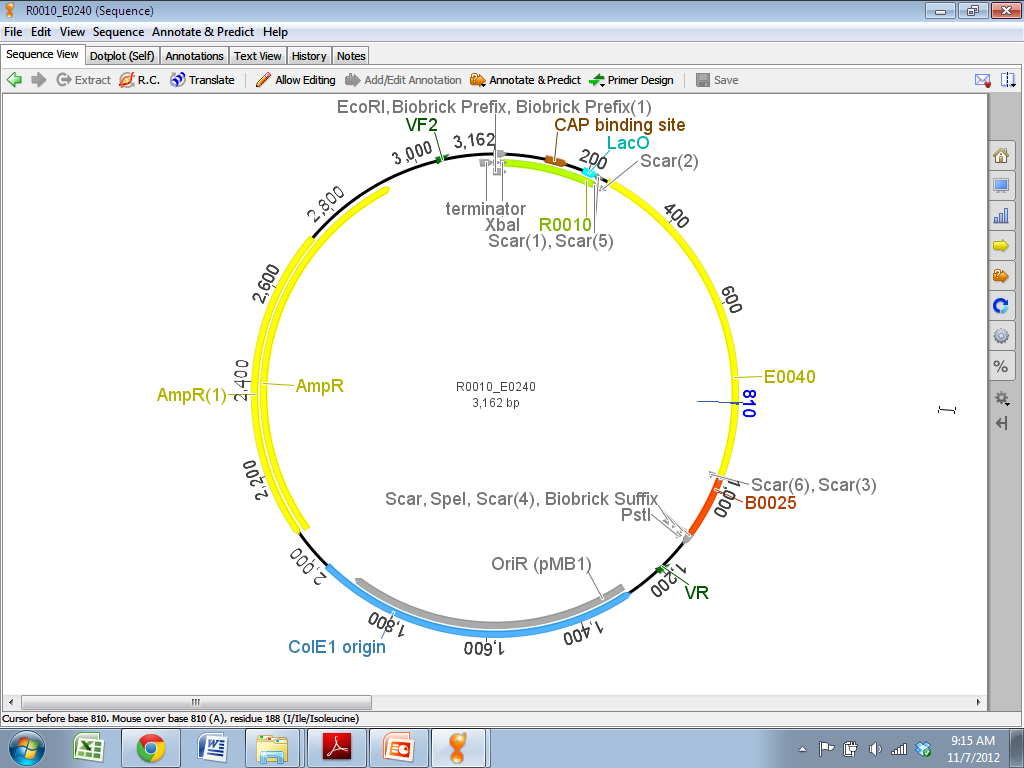 R0010_E0240 (Sequence)
File Edit View Sequence Annotate & Predict Help
Sequence View Dotplot (Self) Annotations Text View History Notes
Extract R.C. Translate Allow Editing Add/Edit Annotation Annotate & Predict Primer Design Save
EcoRI, Biobrick Prefix, Biobrick Prefix(1)
VF2 CAP binding site
3,162 LacO
3,000 200 Scar(2)
2,800 terminator 400
XbaI R0010
Scar(1), Scar(5)
2,600 600
AmpR(1) 2,400 AmpR R0010_E0240 E0040
3,162 bp 810
2,200 Scar(6), Scar(3)
Scar, SpeI, Scar(4), Biobrick Suffix 1,000 B0025
PstI
2,000 OriR (pMB1) 1,200 VR
1,800 1,400
ColE1 origin 1,600
Cursor before base 810. Mouse over base 810 (A), residue 188 (I/Ile/Isoleucine)
9:15 AM
11/7/2012